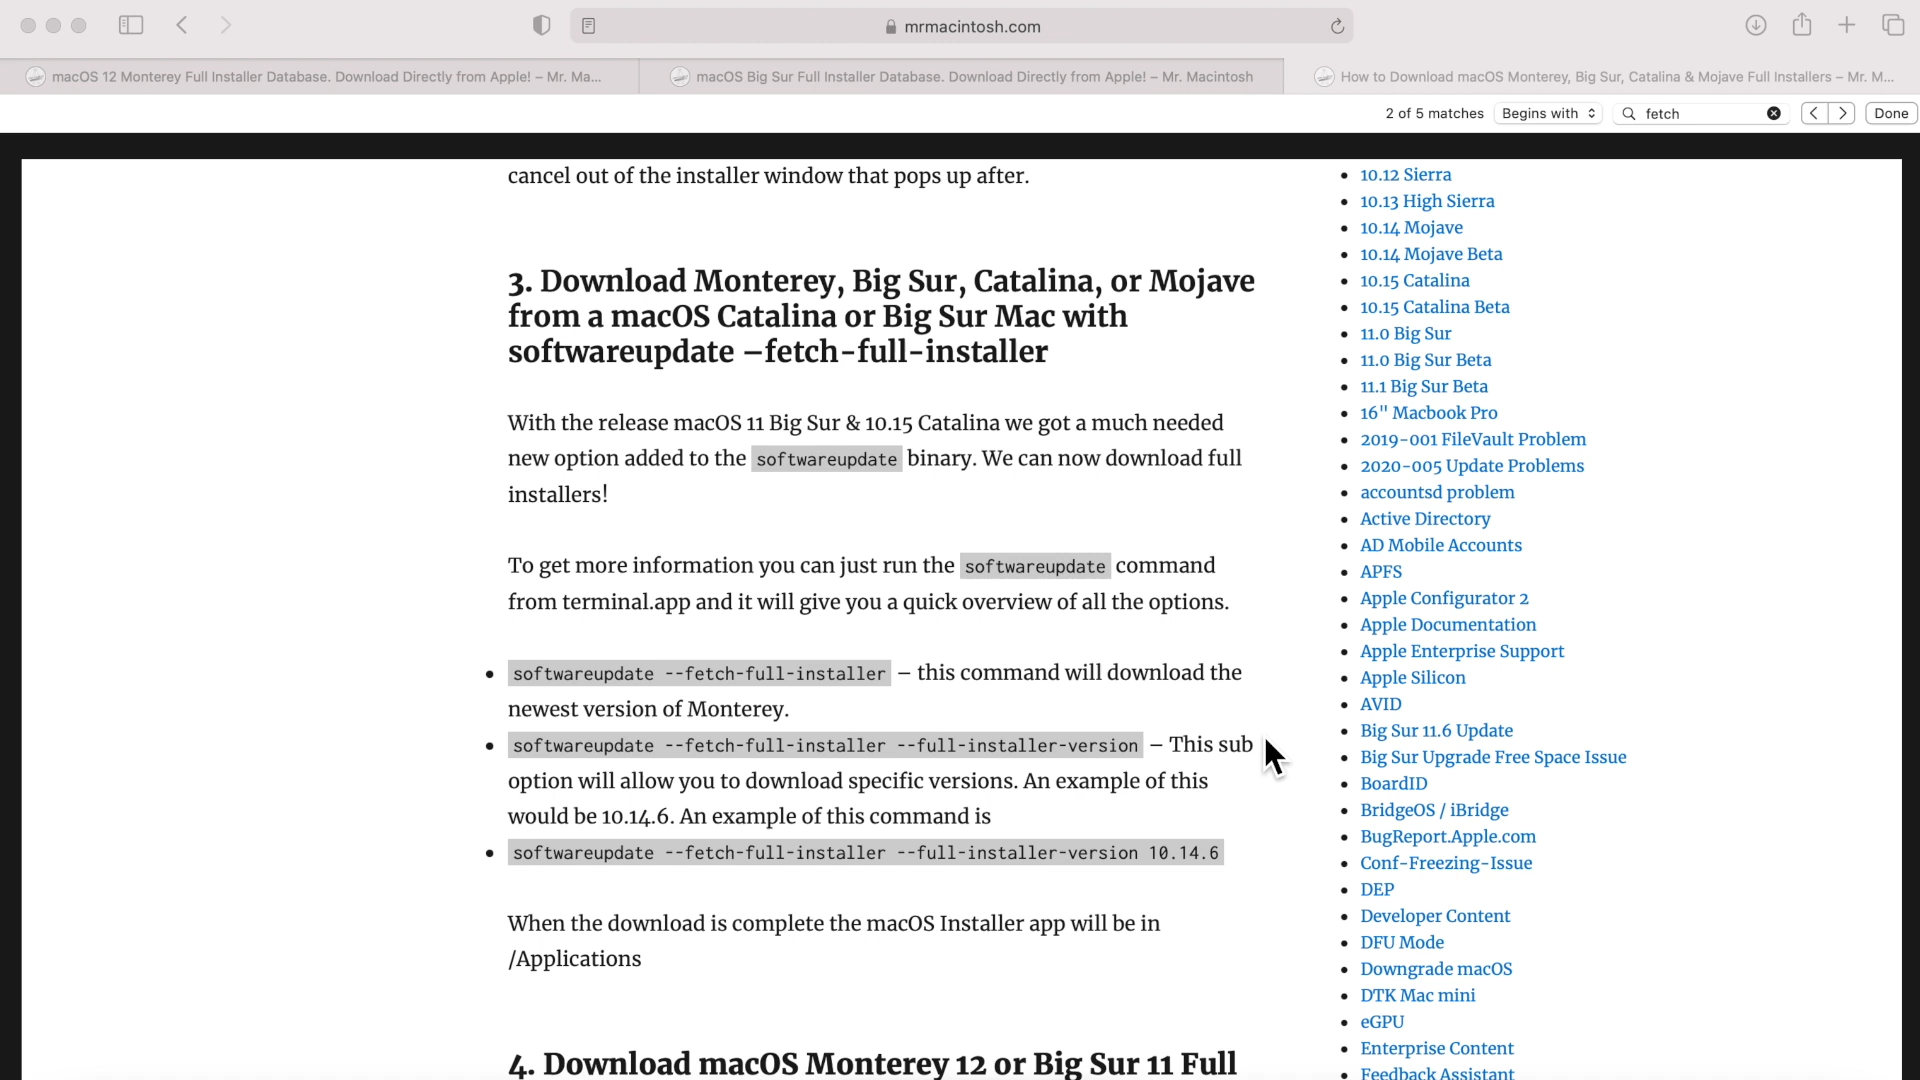 mrmacintosh.com
macOS 12 Monterey Full Installer Database. Download Directly from Apple! – Mr. Ma...
macOS Big Sur Full Installer Database. Download Directly from Apple! – Mr. Macintosh
How to Download macOS Monterey, Big Sur, Catalina & Mojave Full Installers – Mr. M...
2 of 5 matches
Begins with
fetch
Done
cancel out of the installer window that pops up after.
3. Download Monterey, Big Sur, Catalina, or Mojave
from a macOS Catalina or Big Sur Mac with
softwareupdate –fetch-full-installer
With the release macOS 11 Big Sur & 10.15 Catalina we got a much needed
new option added to the softwareupdate binary. We can now download full
installers!
To get more information you can just run the softwareupdate command
from terminal.app and it will give you a quick overview of all the options.
• softwareupdate --fetch-full-installer – this command will download the
newest version of Monterey.
• softwareupdate --fetch-full-installer --full-installer-version – This sub
option will allow you to download specific versions. An example of this
would be 10.14.6. An example of this command is
• softwareupdate --fetch-full-installer --full-installer-version 10.14.6
When the download is complete the macOS Installer app will be in
/Applications
4. Download macOS Monterey 12 or Big Sur 11 Full
• 10.12 Sierra
• 10.13 High Sierra
• 10.14 Mojave
• 10.14 Mojave Beta
• 10.15 Catalina
• 10.15 Catalina Beta
• 11.0 Big Sur
• 11.0 Big Sur Beta
• 11.1 Big Sur Beta
• 16" Macbook Pro
• 2019-001 FileVault Problem
• 2020-005 Update Problems
• accountsd problem
• Active Directory
• AD Mobile Accounts
• APFS
• Apple Configurator 2
• Apple Documentation
• Apple Enterprise Support
• Apple Silicon
• AVID
• Big Sur 11.6 Update
• Big Sur Upgrade Free Space Issue
• BoardID
• BridgeOS / iBridge
• BugReport.Apple.com
• Conf-Freezing-Issue
• DEP
• Developer Content
• DFU Mode
• Downgrade macOS
• DTK Mac mini
• eGPU
• Enterprise Content
• Feedback Assistant